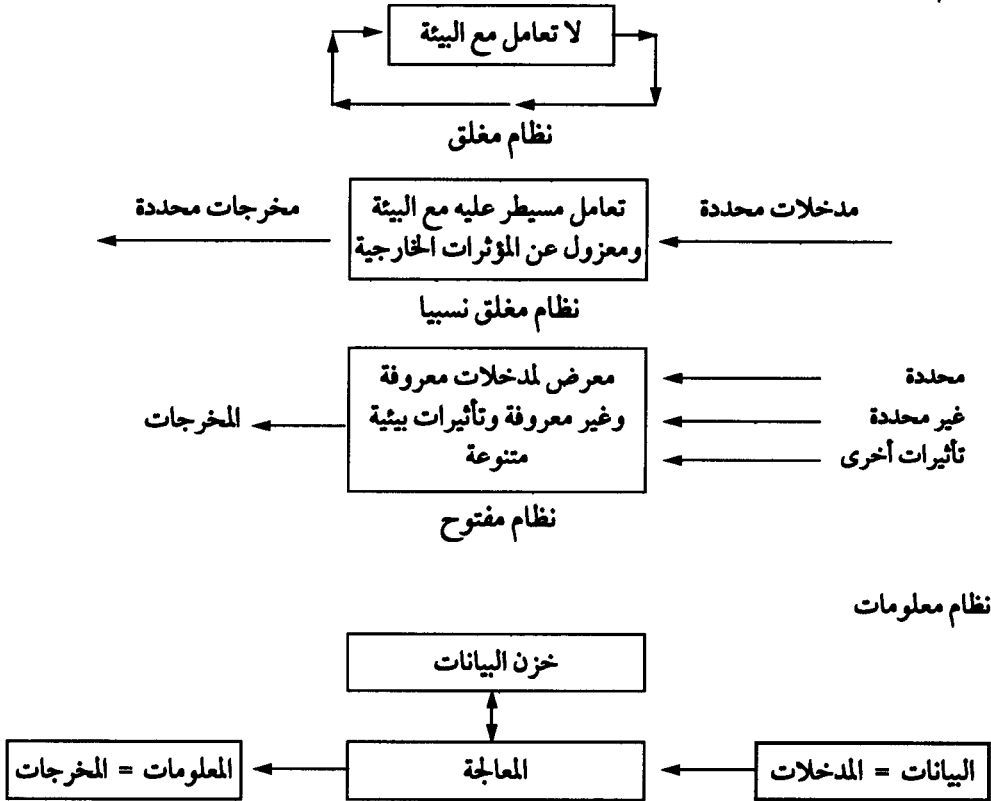 لا تعامل مع البيئة
نظام مغلق
مدخلات محددة
تعامل مسيطر عليه مع البيئة
ومعزول عن المؤثرات الخارجية
مخرجات محددة
نظام مغلق نسبيا
محددة
غير محددة
تأثيرات أخرى
معرض لمدخلات معروفة
وغير معروفة وتأثيرات بيئية
متنوعة
المخرجات
نظام مفتوح
نظام معلومات
خزن البيانات
البيانات = المدخلات
المعالجة
المعلومات = المخرجات